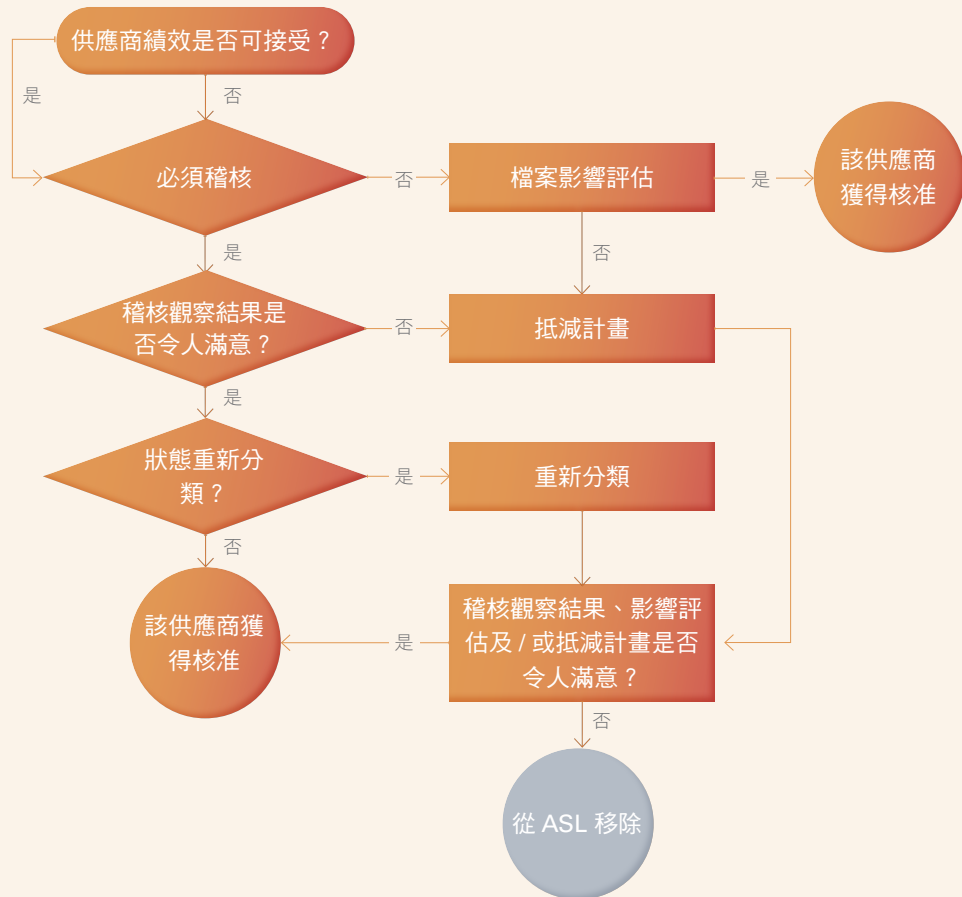 供應商績效是否可接受？
是
否
必須稽核
否
檔案影響評估
是
該供應商
獲得核准
是
否
稽核觀察結果是
否令人滿意？
否
抵減計畫
是
狀態重新分
類？
是
重新分類
否
該供應商獲
得核准
是
稽核觀察結果、影響評
估及 / 或抵減計畫是否
令人滿意？
否
從 ASL 移除